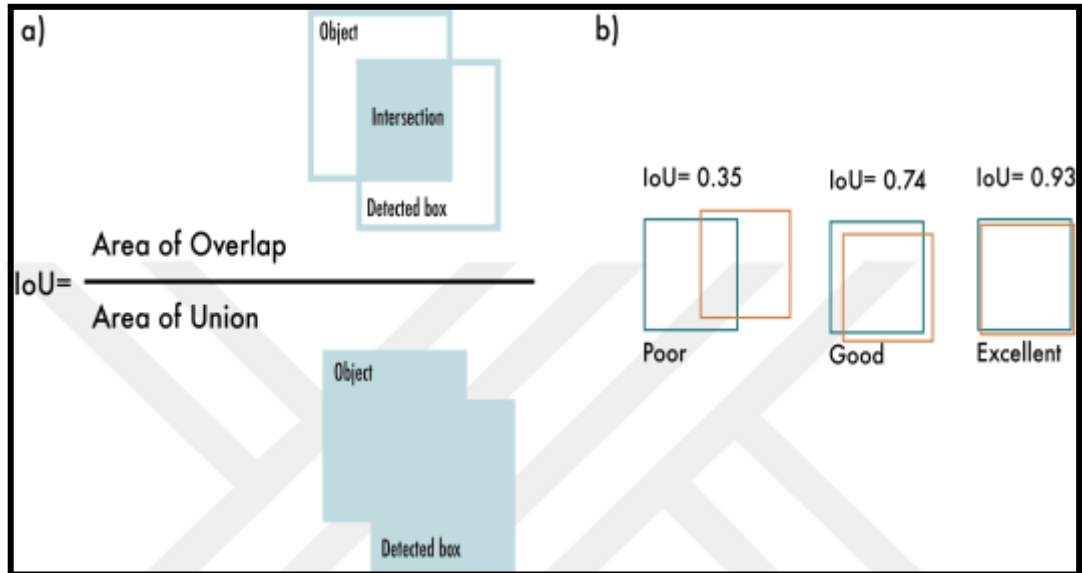 a)
Object
Intersection
Detected box
IoU=
Area of Overlap
Area of Union
Object
Detected box
b)
IoU= 0.35
IoU= 0.74
IoU= 0.93
Poor
Good
Excellent